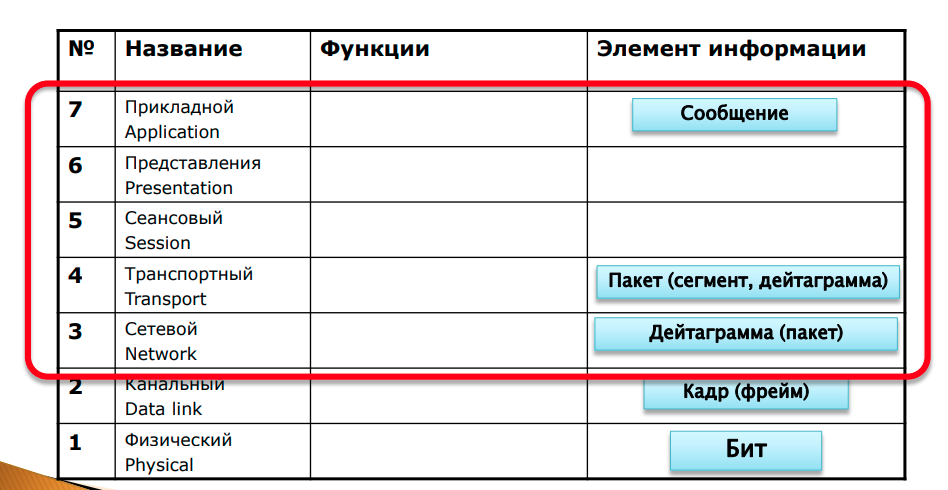 № Название Функции Элемент информации
7 Прикладной Сообщение
Application
6 Представления
Presentation
5 Сеансовый
Session
4 Транспортный Пакет (сегмент, дейтаграмма)
Transport
3 Сетевой Дейтаграмма (пакет)
Network
2 Канальный Кадр (фрейм)
Data link
1 Физический Бит
Physical